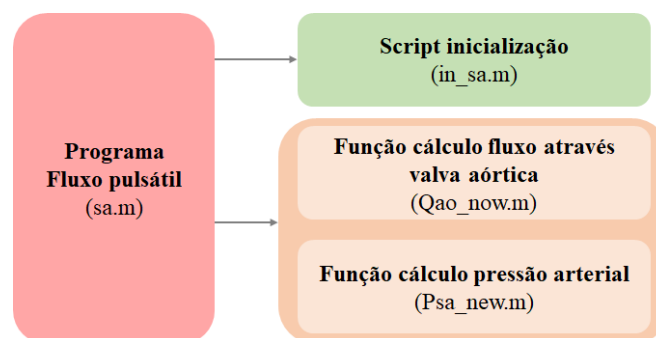 Programa
Fluxo pulsátil
(sa.m)
Script inicialização
(in_sa.m)
Função cálculo fluxo através
valva aórtica
(Qao_now.m)
Função cálculo pressão arterial
(Psa_new.m)